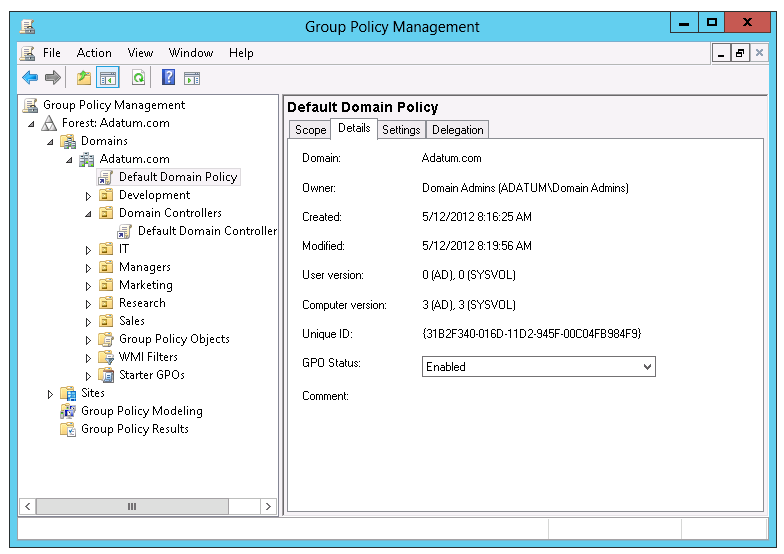 Group Policy Management
File Action View Window Help
Group Policy Management
Forest: Adatum.com
Domains
Adatum.com
Default Domain Policy
Development
Domain Controllers
Default Domain Controller
IT
Managers
Marketing
Research
Sales
Group Policy Objects
WMI Filters
Starter GPOs
Sites
Group Policy Modeling
Group Policy Results
Default Domain Policy
Scope Details Settings Delegation
Domain: Adatum.com
Owner: Domain Admins (ADATUM\Domain Admins)
Created: 5/12/2012 8:16:25 AM
Modified: 5/12/2012 8:19:56 AM
User version: 0 (AD), 0 (SYSVOL)
Computer version: 3 (AD), 3 (SYSVOL)
Unique ID: {31B2F340-016D-11D2-945F-00C04FB984F9}
GPO Status: Enabled
Comment: